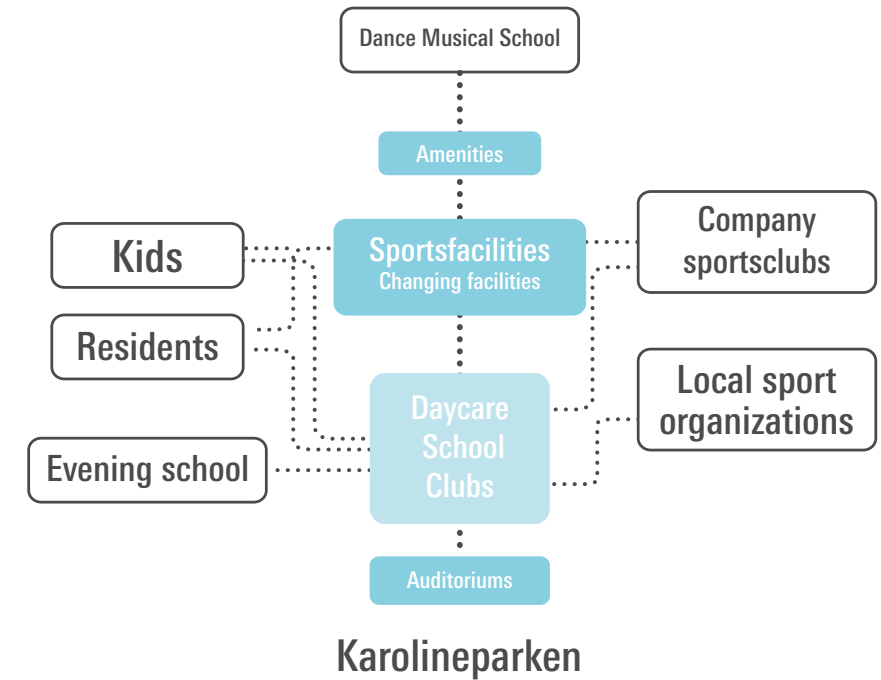 Dance Musical School
Amenities
Sportsfacilities
Changing facilities
Company
sportsclubs
Kids
Residents
Evening school
Daycare
School
Clubs
Local sport
organizations
Auditoriums
Karolineparken